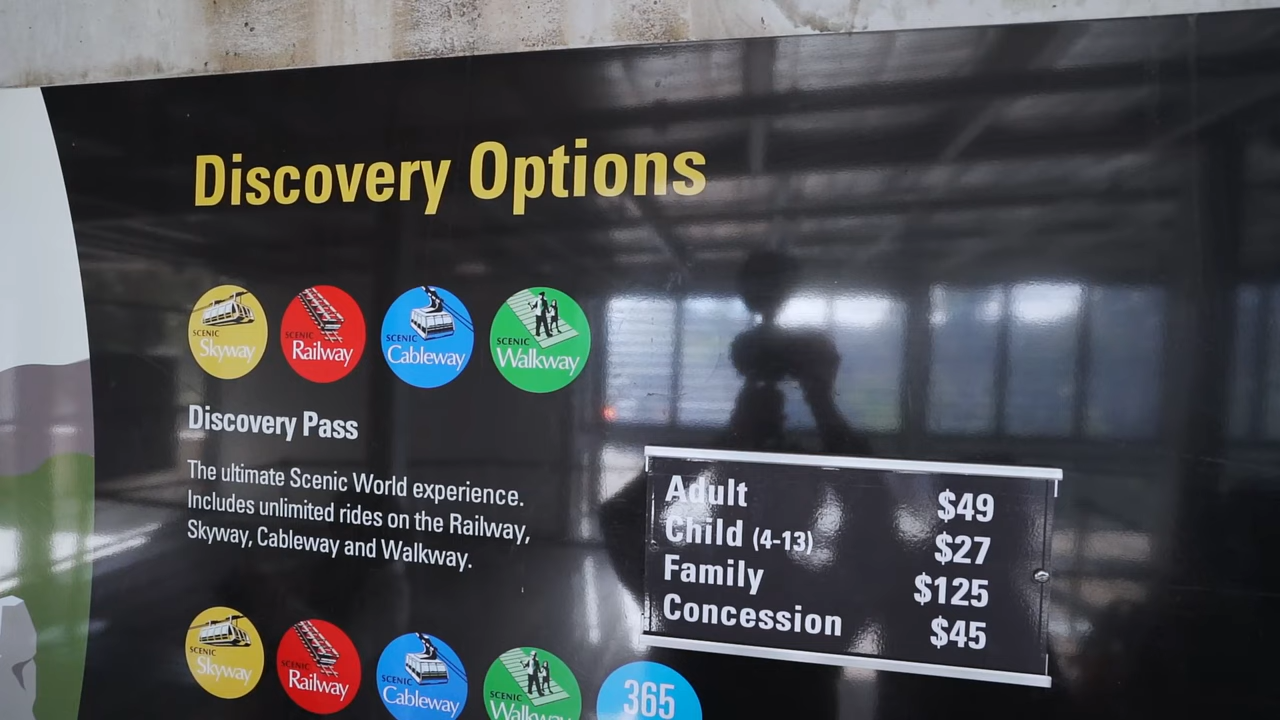 Discovery Options
SCENIC
Skyway
SCENIC
Railway
SCENIC
Cableway
SCENIC
Walkway
Discovery Pass
The ultimate Scenic World experience.
Includes unlimited rides on the Railway,
Skyway, Cableway and Walkway.
Adult $49
Child (4-13) $27
Family $125
Concession $45
SCENIC
Skyway
SCENIC
Railway
SCENIC
Cableway
SCENIC
Walkway
365